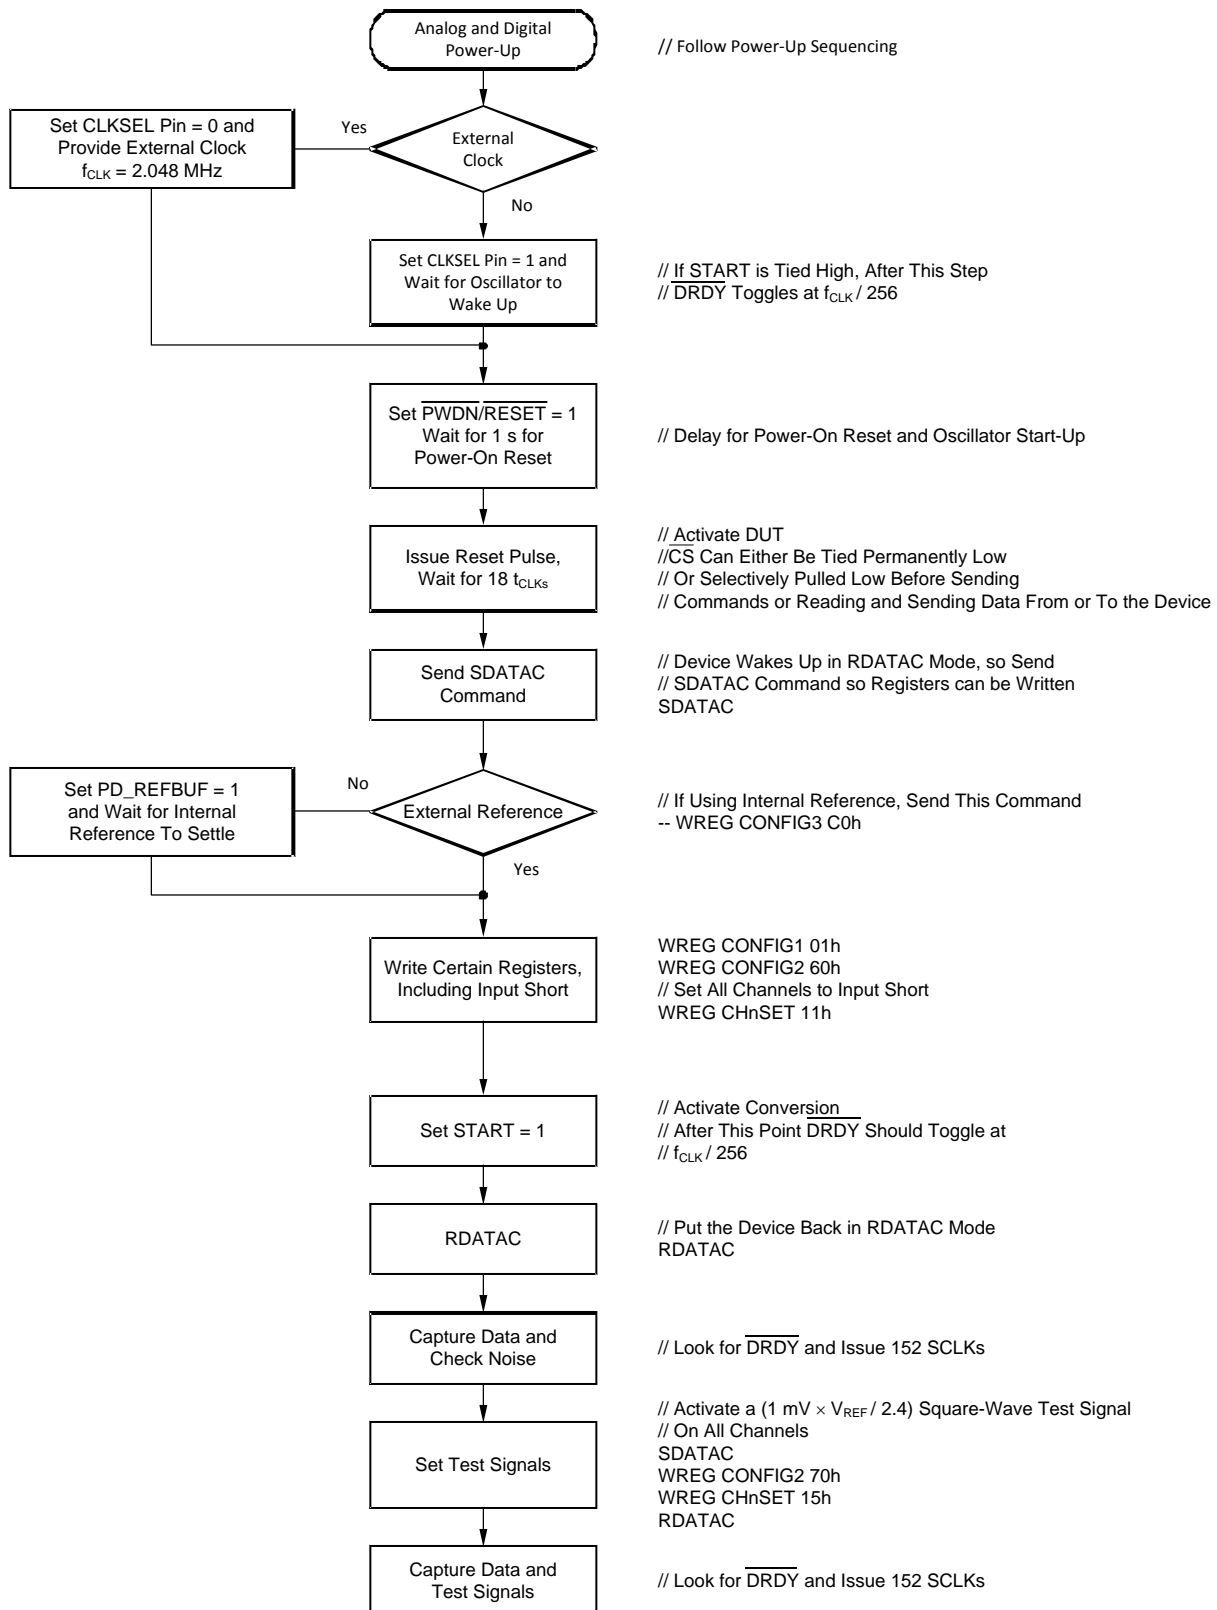 Analog and Digital
Power-Up
// Follow Power-Up Sequencing
Set CLKSEL Pin = 0 and
Provide External Clock
fCLK = 2.048 MHz
Yes
External
Clock
No
Set CLKSEL Pin = 1 and
Wait for Oscillator to
Wake Up
// If START is Tied High, After This Step
// DRDY Toggles at fCLK / 256
Set PWDN/RESET = 1
Wait for 1 s for
Power-On Reset
// Delay for Power-On Reset and Oscillator Start-Up
Issue Reset Pulse,
Wait for 18 tCLKs
// Activate DUT
//CS Can Either Be Tied Permanently Low
// Or Selectively Pulled Low Before Sending
// Commands or Reading and Sending Data From or To the Device
Send SDATAC
Command
// Device Wakes Up in RDATAC Mode, so Send
// SDATAC Command so Registers can be Written
SDATAC
Set PD_REFBUF = 1
and Wait for Internal
Reference To Settle
No
External Reference
Yes
// If Using Internal Reference, Send This Command
-- WREG CONFIG3 C0h
Write Certain Registers,
Including Input Short
WREG CONFIG1 01h
WREG CONFIG2 60h
// Set All Channels to Input Short
WREG CHnSET 11h
Set START = 1
// Activate Conversion
// After This Point DRDY Should Toggle at
// fCLK / 256
RDATAC
// Put the Device Back in RDATAC Mode
RDATAC
Capture Data and
Check Noise
// Look for DRDY and Issue 152 SCLKs
Set Test Signals
// Activate a (1 mV × VREF / 2.4) Square-Wave Test Signal
// On All Channels
SDATAC
WREG CONFIG2 70h
WREG CHnSET 15h
RDATAC
Capture Data and
Test Signals
// Look for DRDY and Issue 152 SCLKs